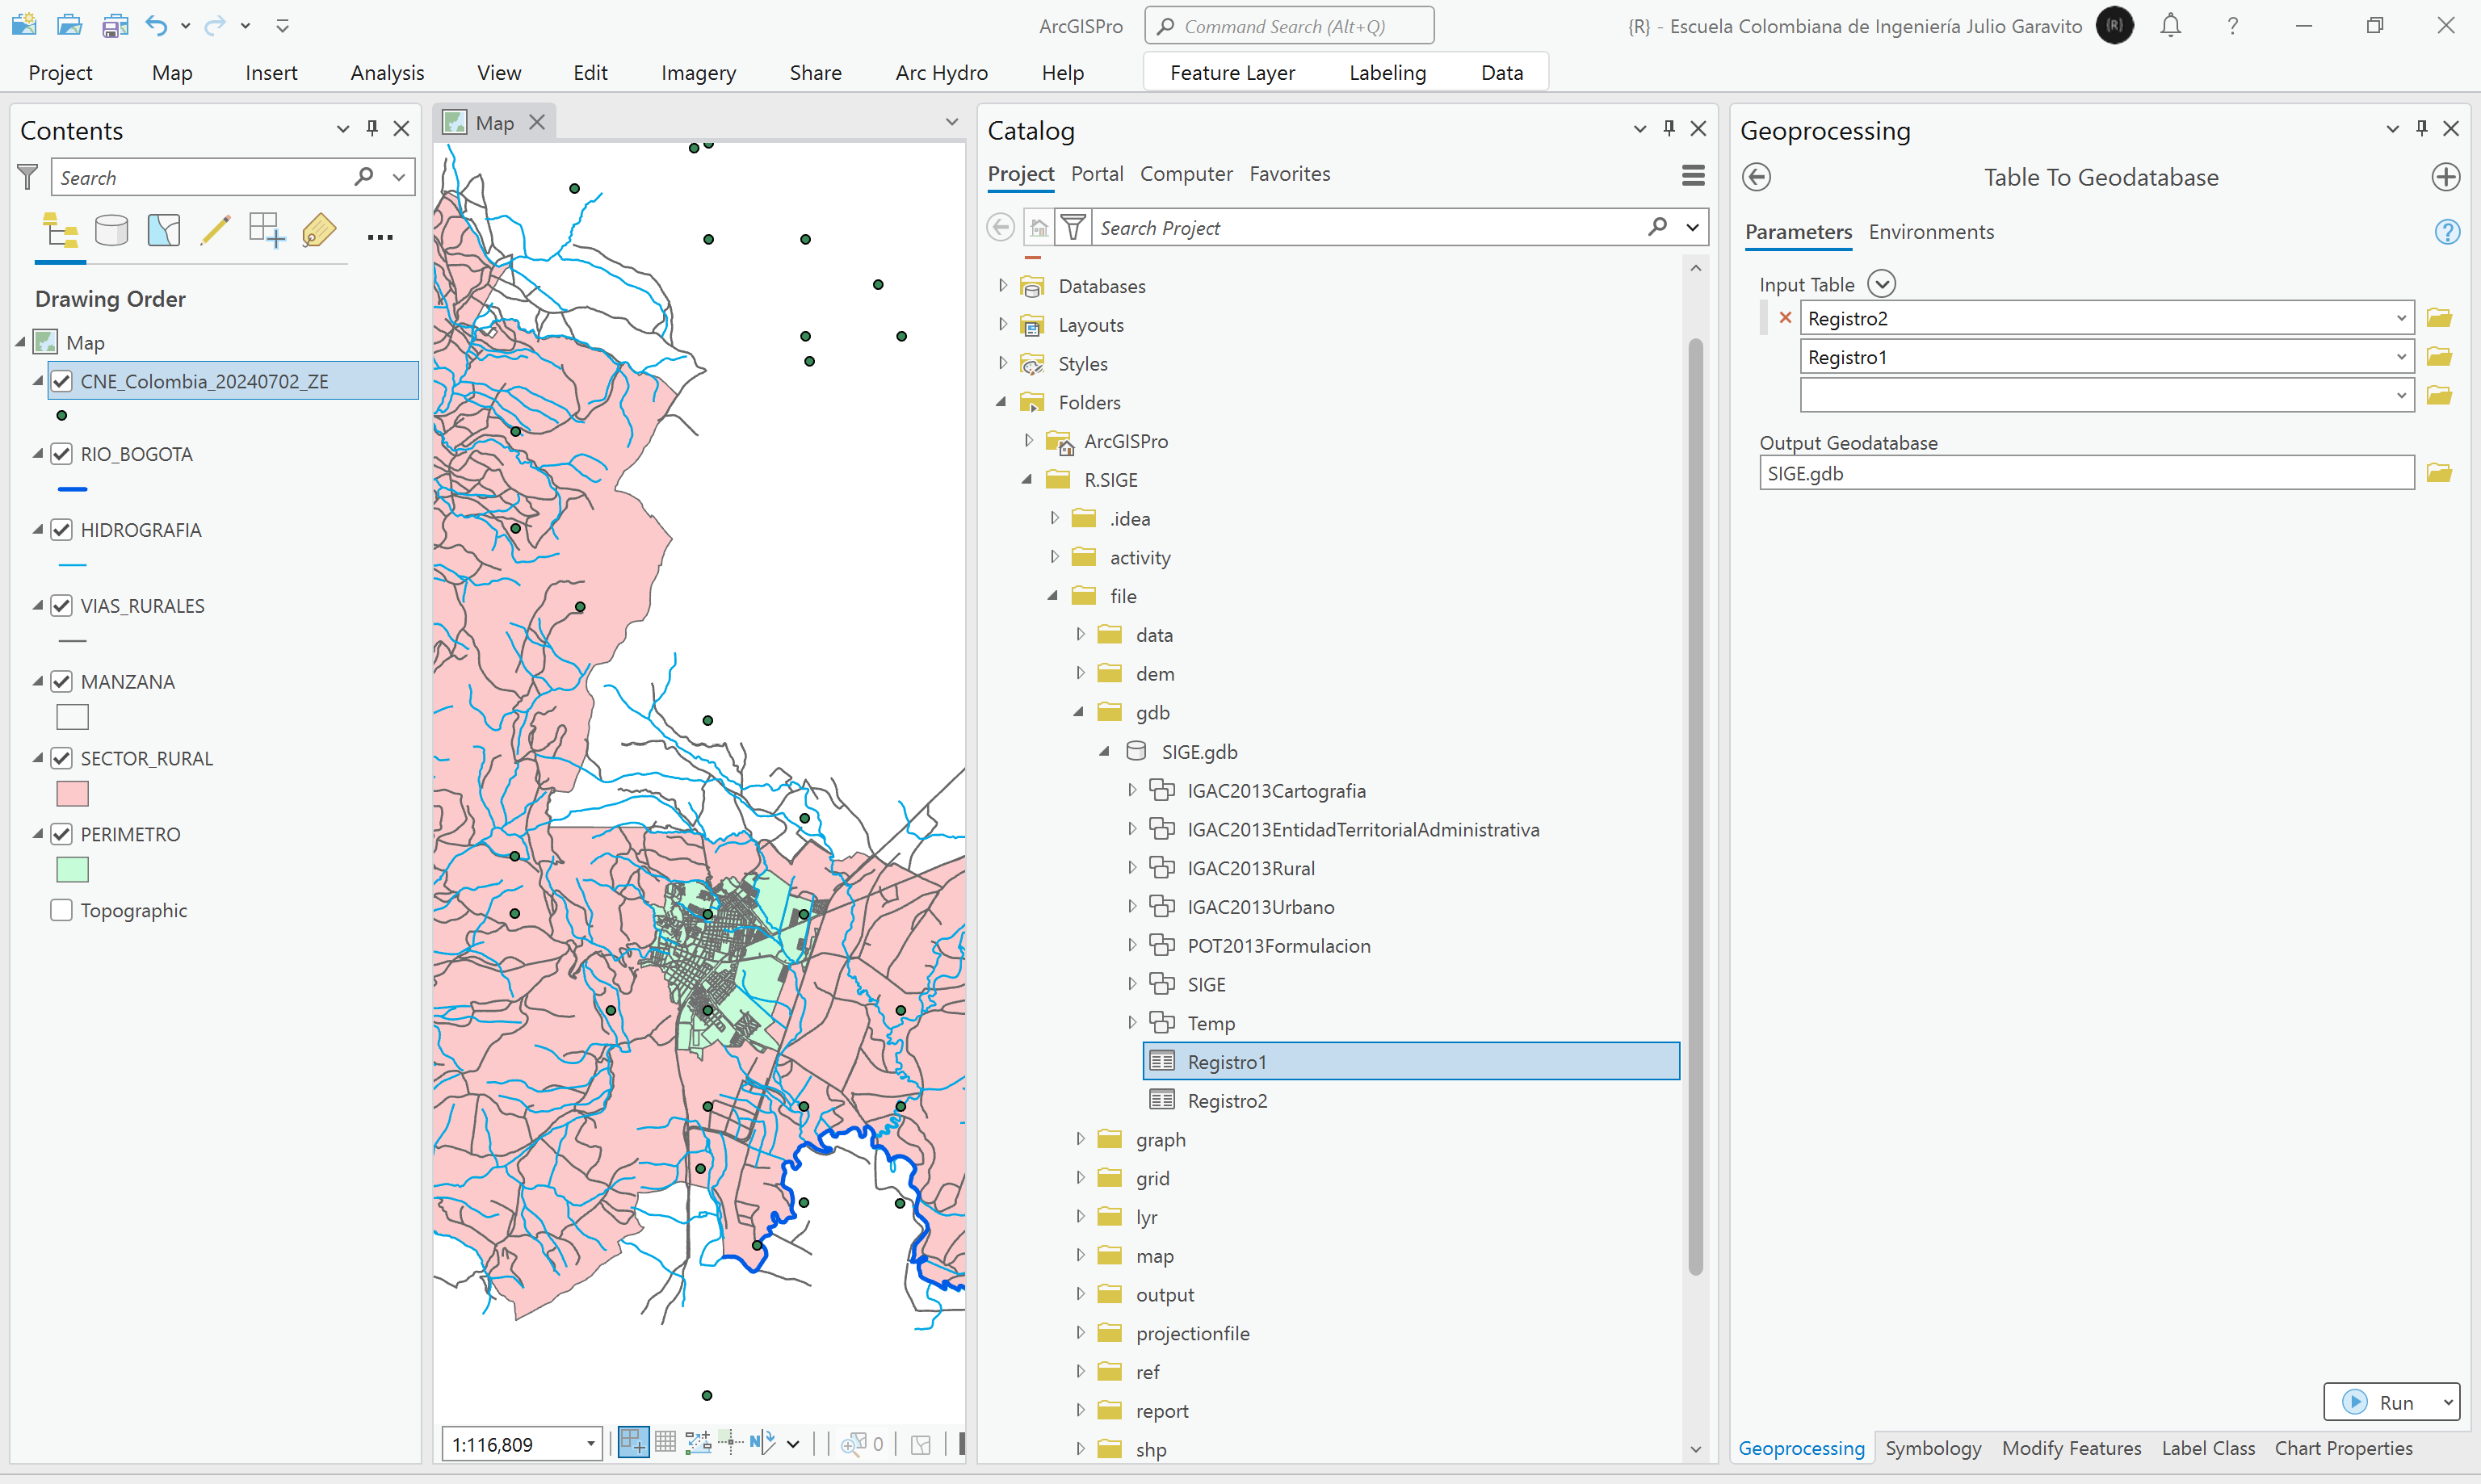 ArcGISPro
Command Search (Alt+Q)
{R} - Escuela Colombiana de Ingeniería Julio Garavito
{R}
Project Map Insert Analysis View Edit Imagery Share Arc Hydro Help Feature Layer Labeling Data
Contents
Search
Drawing Order
Map
CNE_Colombia_20240702_ZE
RIO_BOGOTA
HIDROGRAFIA
VIAS_RURALES
MANZANA
SECTOR_RURAL
PERIMETRO
Topographic
Map
1:116,809
N
0
Catalog
Project Portal Computer Favorites
Search Project
Databases
Layouts
Styles
Folders
ArcGISPro
R.SIGE
.idea
activity
file
data
dem
gdb
SIGE.gdb
IGAC2013Cartografia
IGAC2013EntidadTerritorialAdministrativa
IGAC2013Rural
IGAC2013Urbano
POT2013Formulacion
SIGE
Temp
Registro1
Registro2
graph
grid
lyr
map
output
projectionfile
ref
report
shp
Geoprocessing
Table To Geodatabase
Parameters Environments
Input Table
Registro2
Registro1
Output Geodatabase
SIGE.gdb
Run
Geoprocessing Symbology Modify Features Label Class Chart Properties